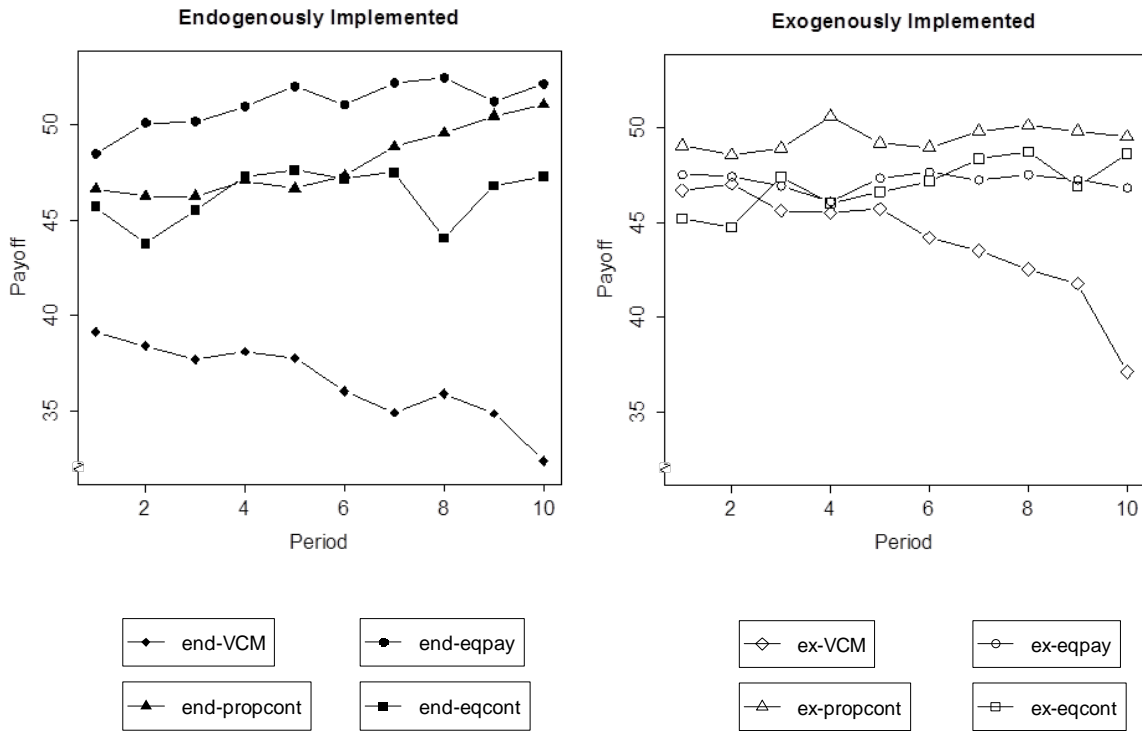 Endogenously Implemented
Payoff
50
45
40
35
2 4 6 8 10
Period
end-VCM
end-eqpay
end-propcont
end-eqcont
Exogenously Implemented
Payoff
50
45
40
35
2 4 6 8 10
Period
ex-VCM
ex-eqpay
ex-propcont
ex-eqcont